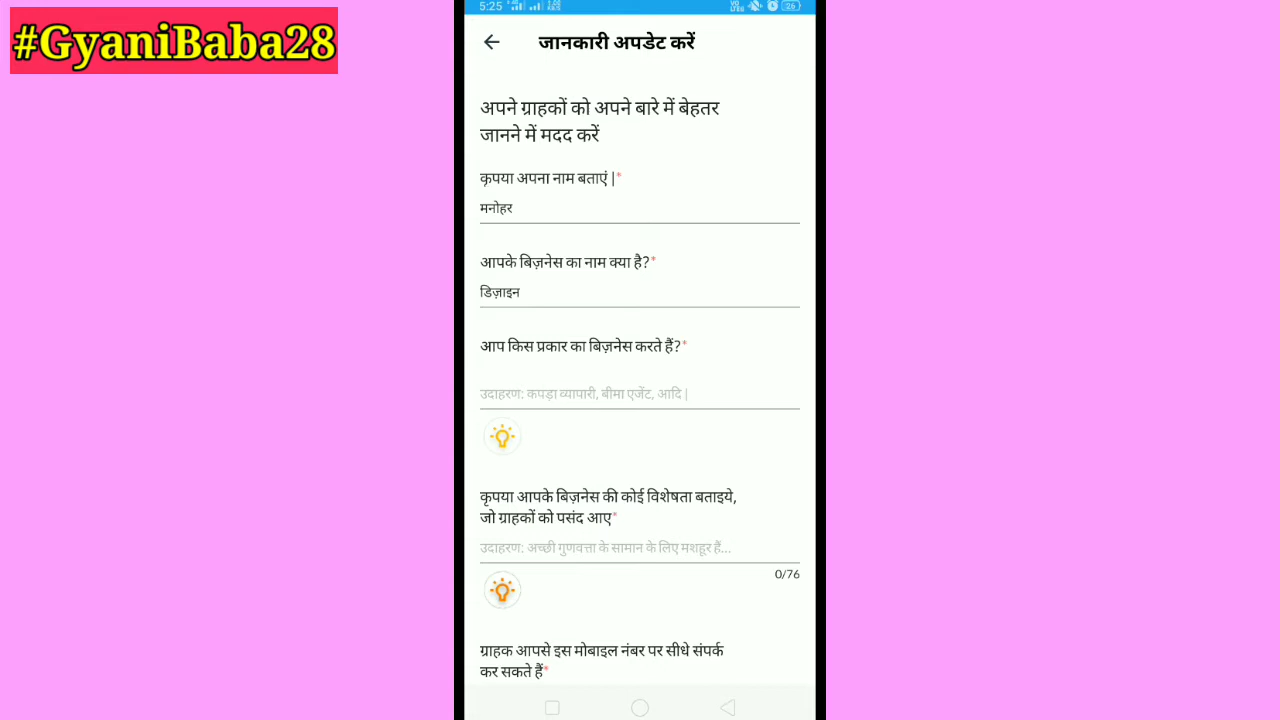 #GyaniBaba28
5:25
26
जानकारी अपडेट करें
अपने ग्राहकों को अपने बारे में बेहतर
जानने में मदद करें
कृपया अपना नाम बताएं |*
मनोहर
आपके बिज़नेस का नाम क्या है?*
डिज़ाइन
आप किस प्रकार का बिज़नेस करते हैं?*
उदाहरण: कपड़ा व्यापारी, बीमा एजेंट, आदि |
कृपया आपके बिज़नेस की कोई विशेषता बताइये,
जो ग्राहकों को पसंद आए*
उदाहरण: अच्छी गुणवत्ता के सामान के लिए मशहूर हैं...
0/76
ग्राहक आपसे इस मोबाइल नंबर पर सीधे संपर्क
कर सकते हैं*